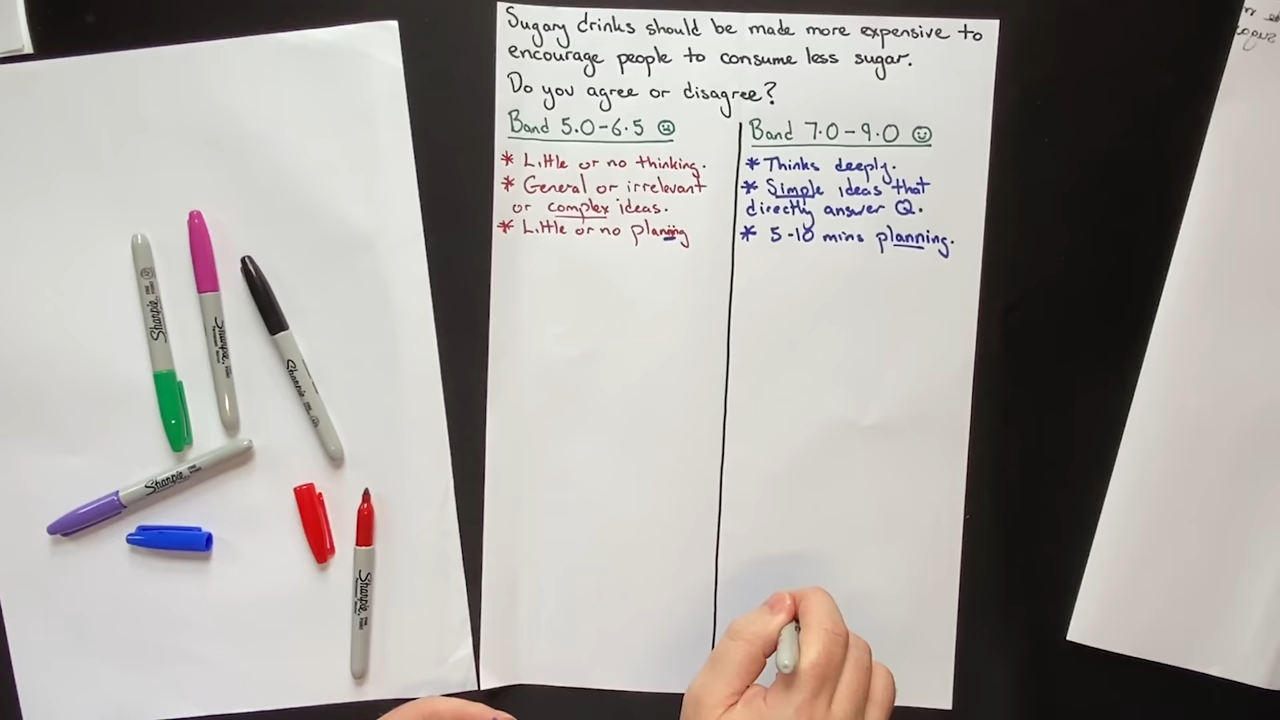 Sugary drinks should be made more expensive to
encourage people to consume less sugar.
Do you agree or disagree?
Band 5.0-6.5
* Little or no thinking.
* General or irrelevant
or complex ideas.
* Little or no planning
Band 7.0-9.0
* Thinks deeply.
* Simple ideas that
directly answer Q.
* 5-10 mins planning.
Sharpie
Sharpie
Sharpie
Sharpie
Sharpie